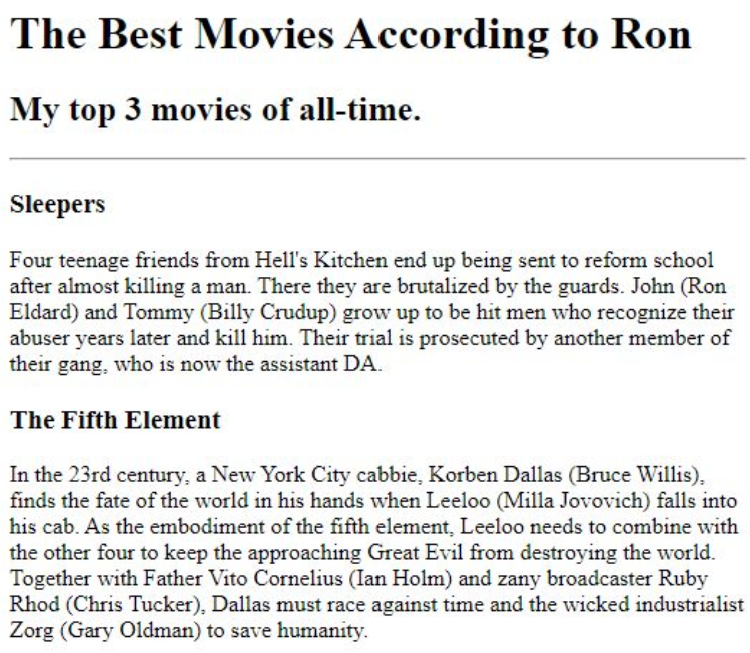 The Best Movies According to Ron
My top 3 movies of all-time.
Sleepers
Four teenage friends from Hell's Kitchen end up being sent to reform school
after almost killing a man. There they are brutalized by the guards. John (Ron
Eldard) and Tommy (Billy Crudup) grow up to be hit men who recognize their
abuser years later and kill him. Their trial is prosecuted by another member of
their gang, who is now the assistant DA.
The Fifth Element
In the 23rd century, a New York City cabbie, Korben Dallas (Bruce Willis),
finds the fate of the world in his hands when Leeloo (Milla Jovovich) falls into
his cab. As the embodiment of the fifth element, Leeloo needs to combine with
the other four to keep the approaching Great Evil from destroying the world.
Together with Father Vito Cornelius (Ian Holm) and zany broadcaster Ruby
Rhod (Chris Tucker), Dallas must race against time and the wicked industrialist
Zorg (Gary Oldman) to save humanity.